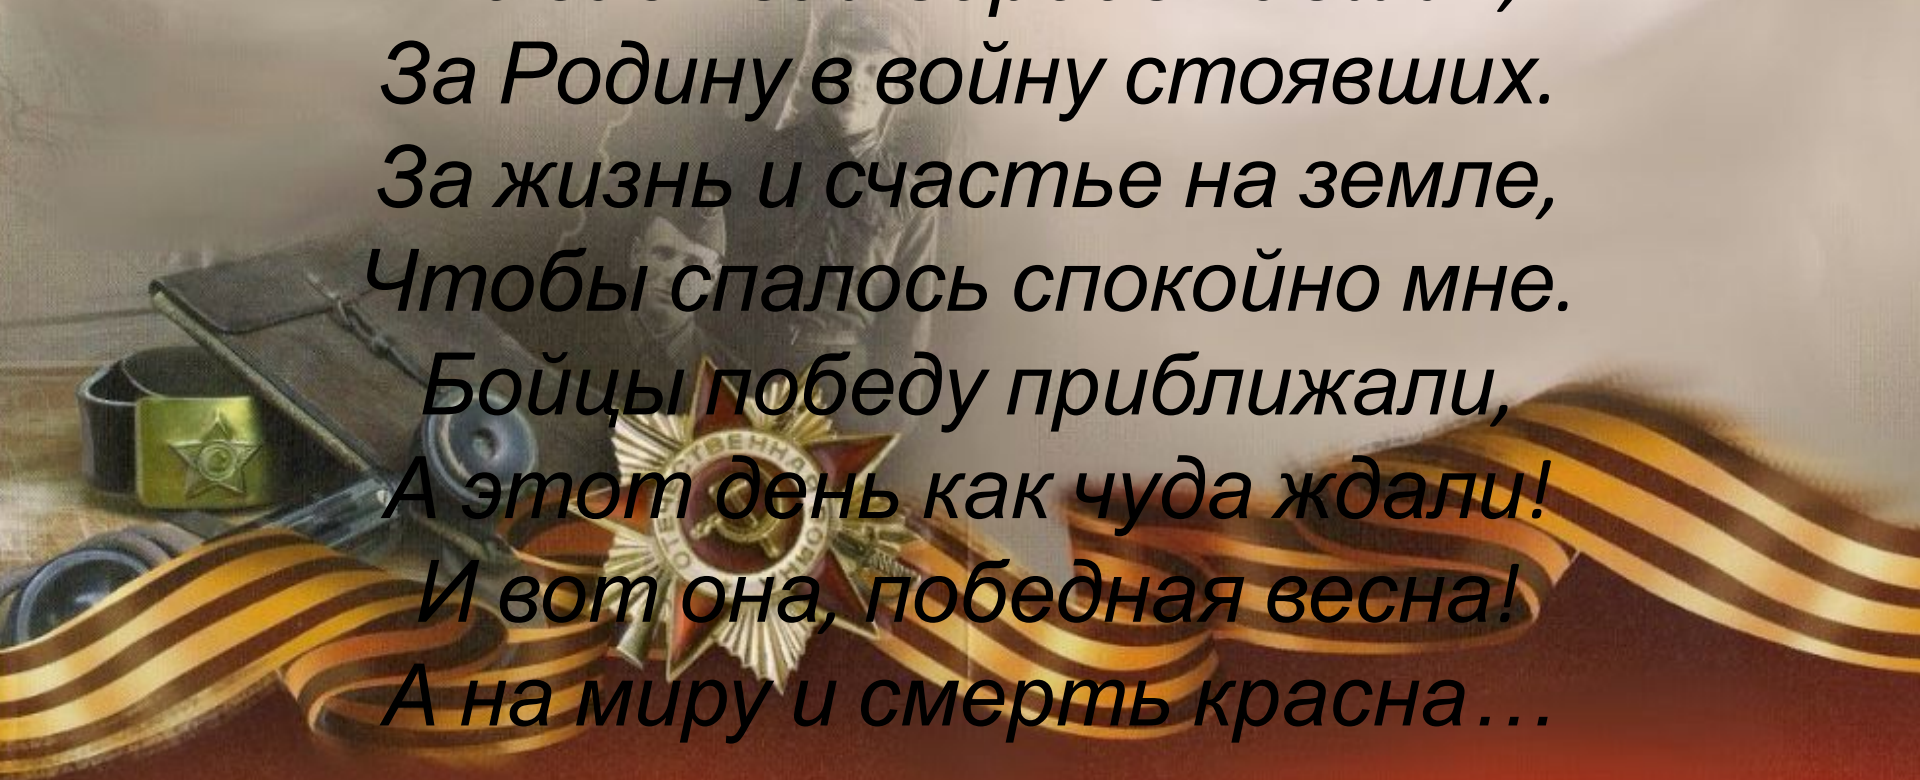 За Родину в войну стоявших.
За жизнь и счастье на земле,
Чтобы спалось спокойно мне.
Бойцы победу приближали,
А этот день как чуда ждали!
И вот она, победная весна!
А на миру и смерть красна…